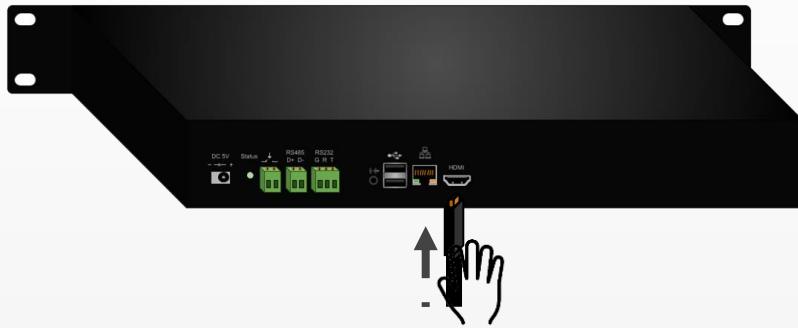 DC 5V
Status
RS485
D+ D-
RS232
G R T
HDMI